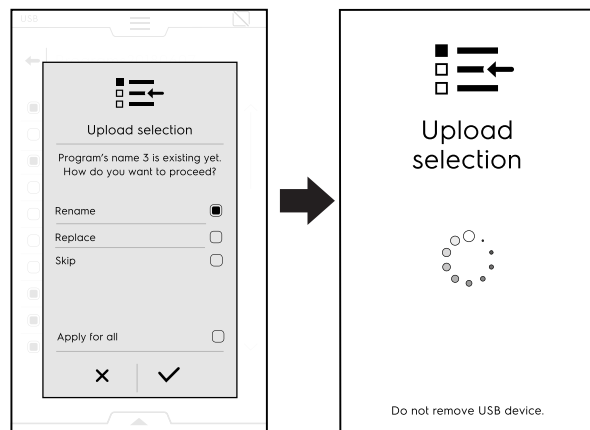 USB
Upload selection
Program's name 3 is existing yet.
How do you want to proceed?
Rename
Replace
Skip
Apply for all
Upload
selection
Do not remove USB device.